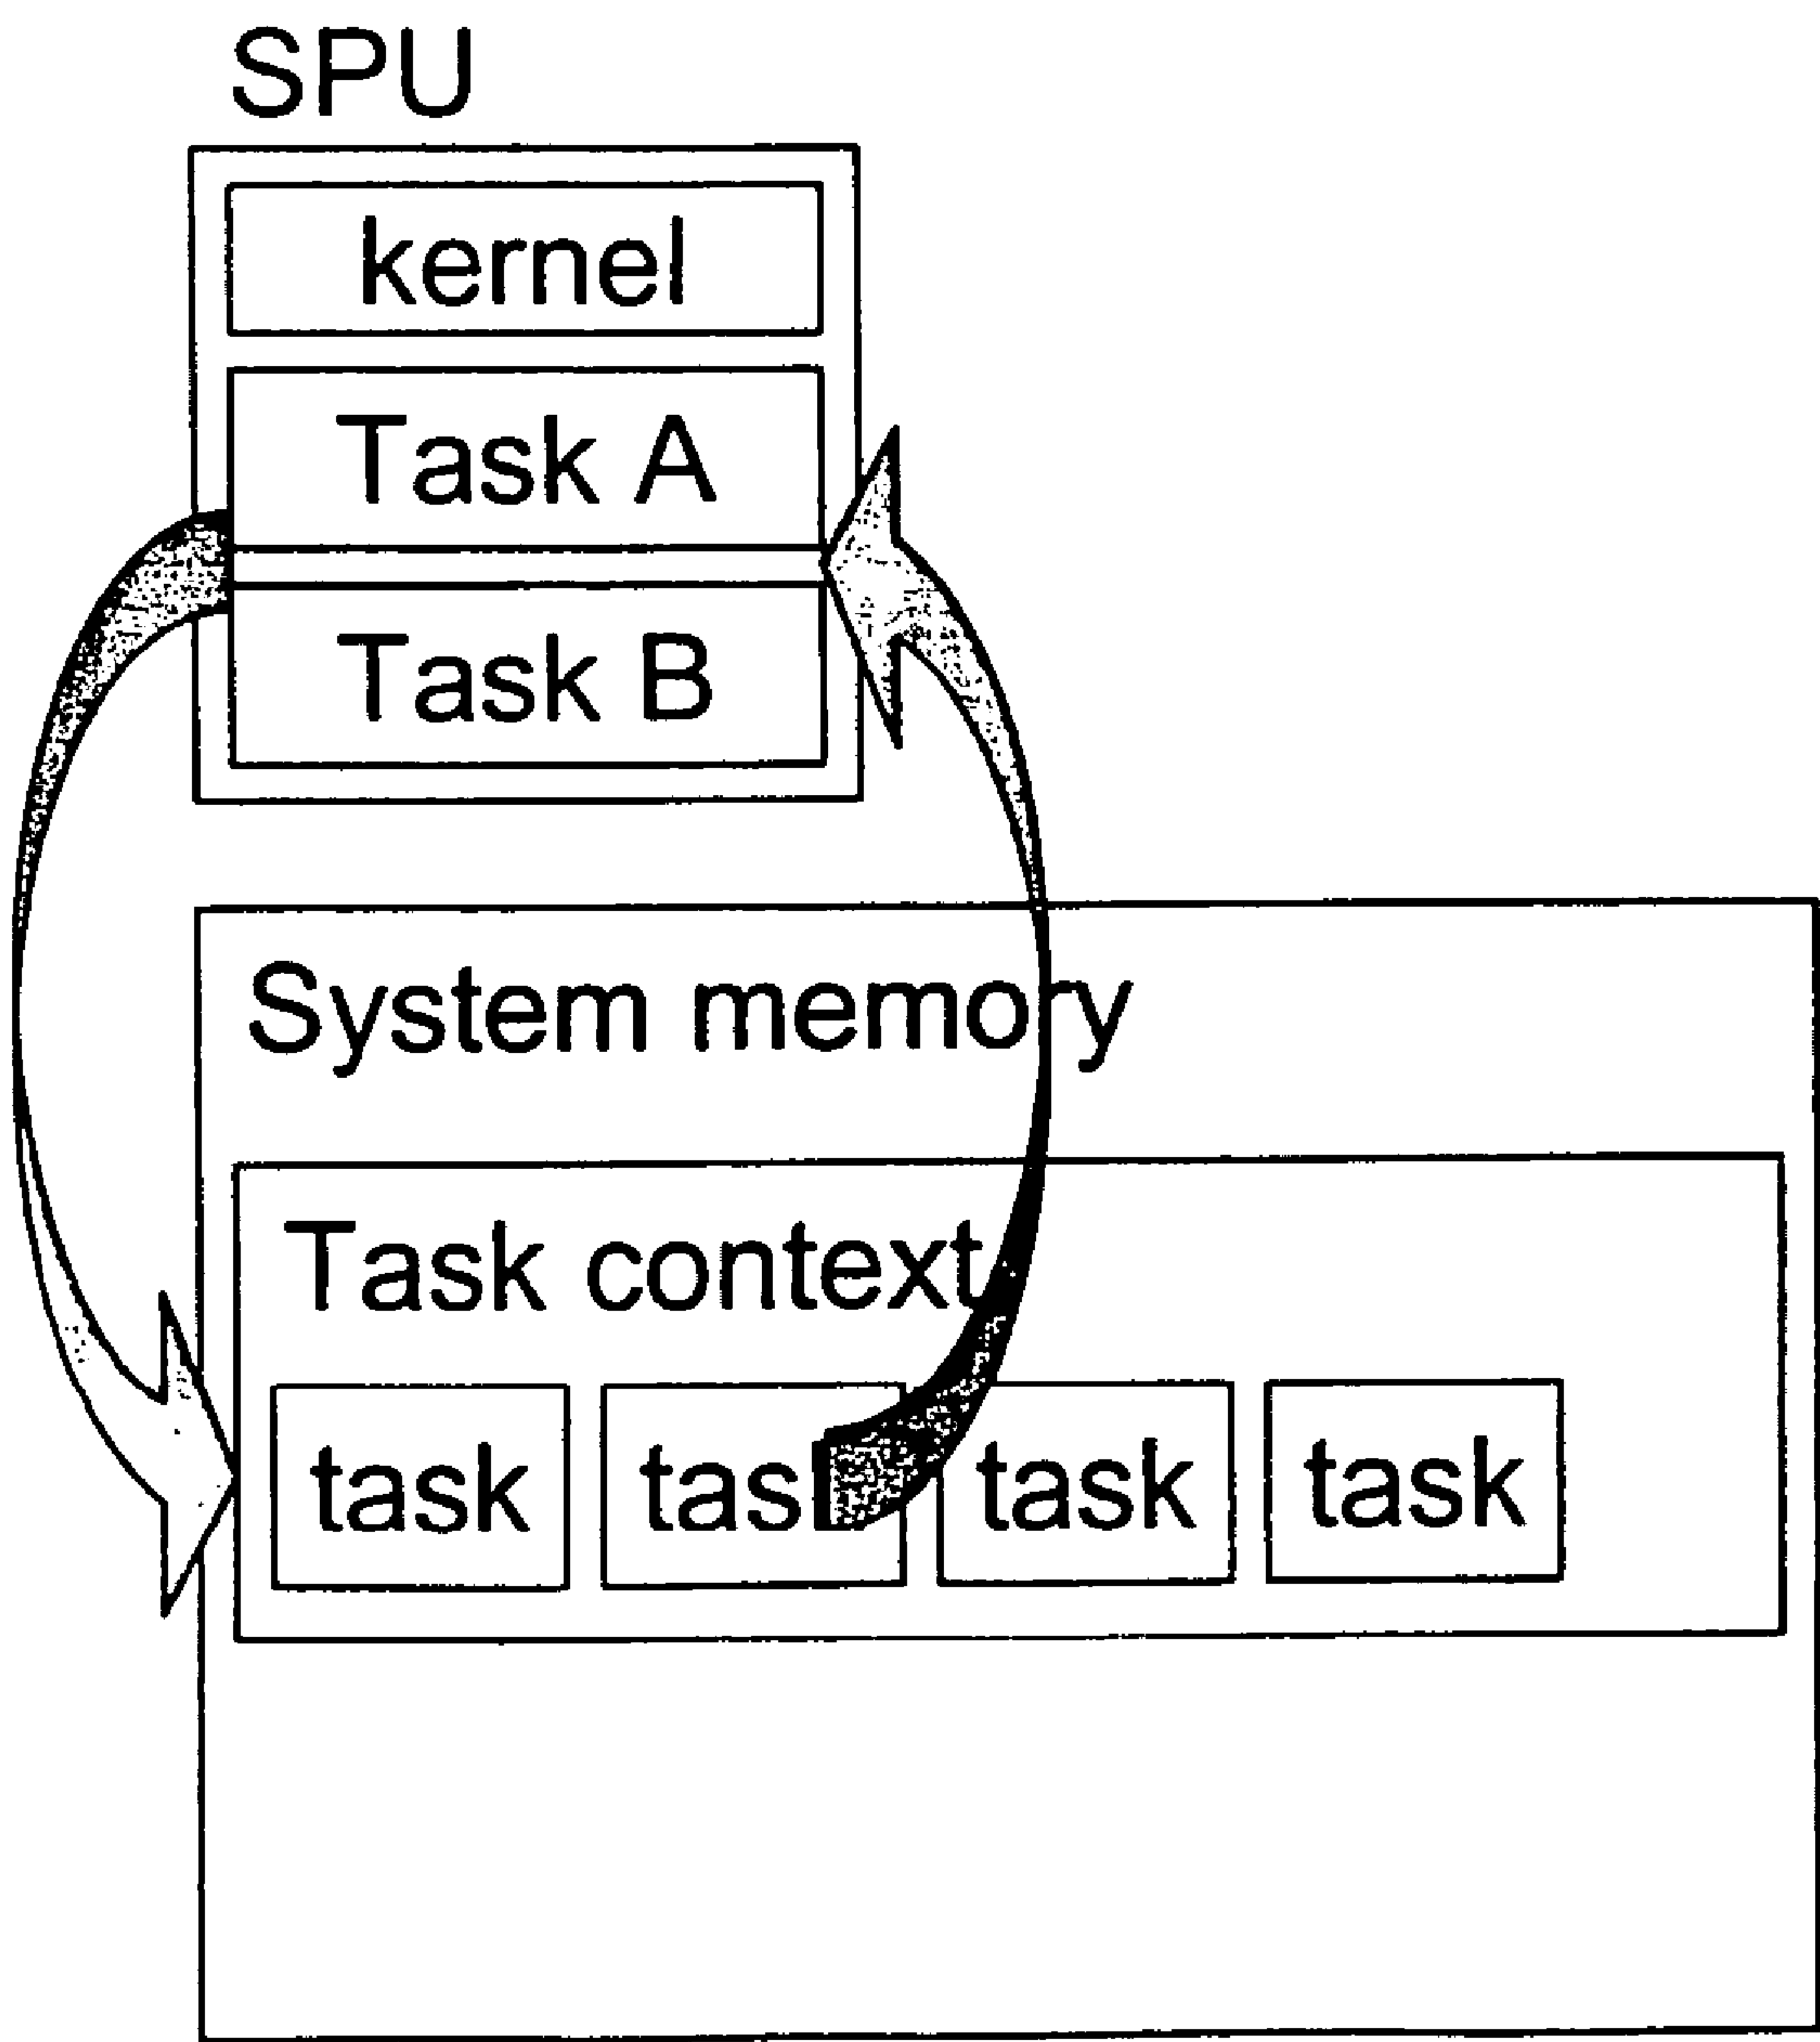 SPU
kernel
Task A
Task B
System memory
Task context
task task task task